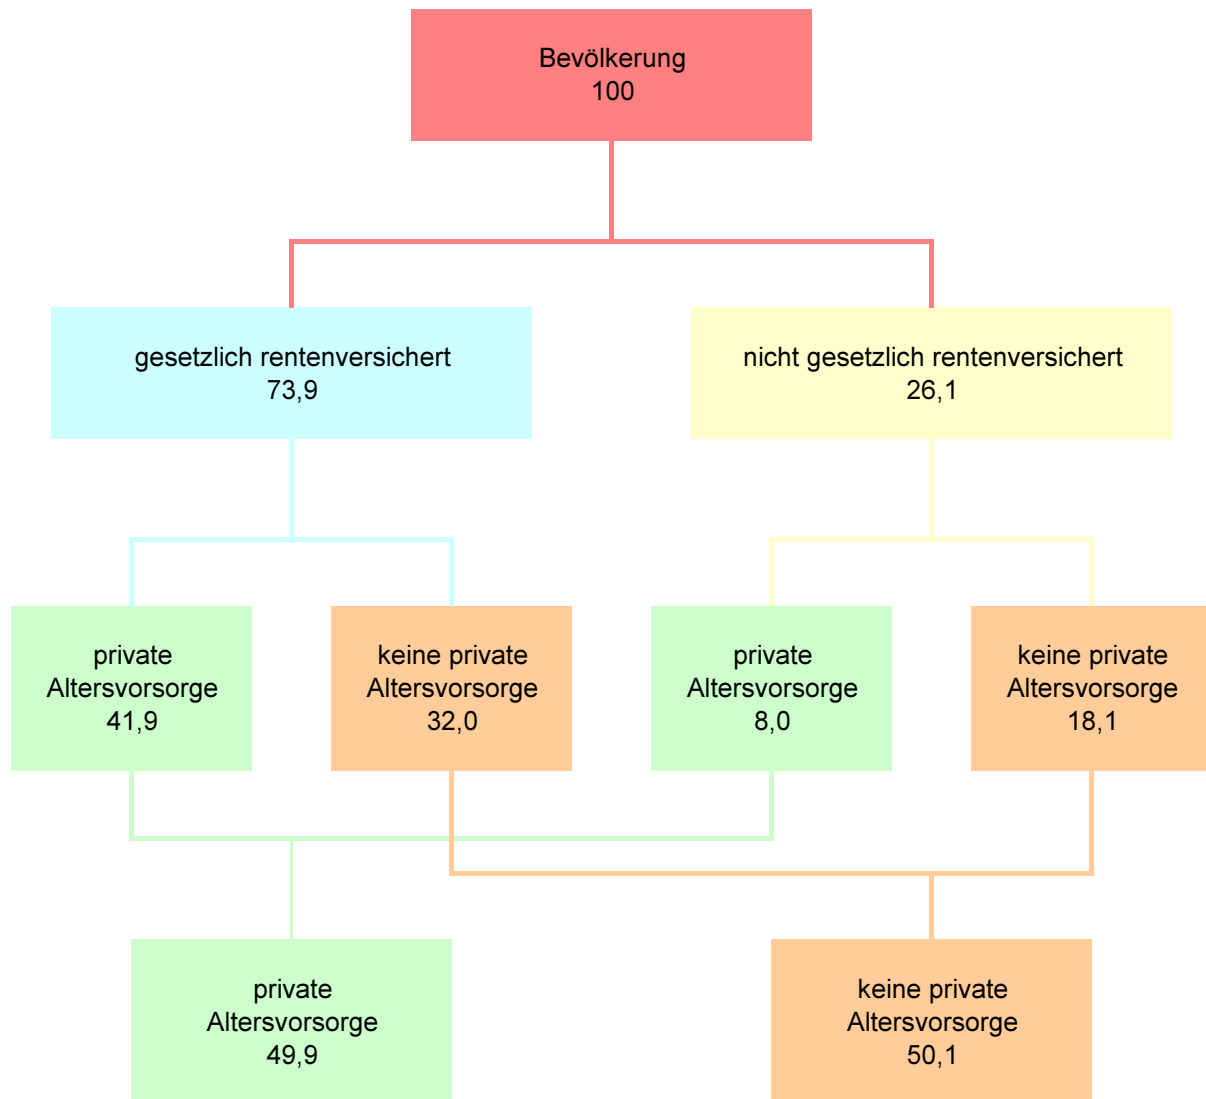 Bevölkerung
100
gesetzlich rentenversichert
73,9
nicht gesetzlich rentenversichert
26,1
private
Altersvorsorge
41,9
keine private
Altersvorsorge
32,0
private
Altersvorsorge
8,0
keine private
Altersvorsorge
18,1
private
Altersvorsorge
49,9
keine private
Altersvorsorge
50,1